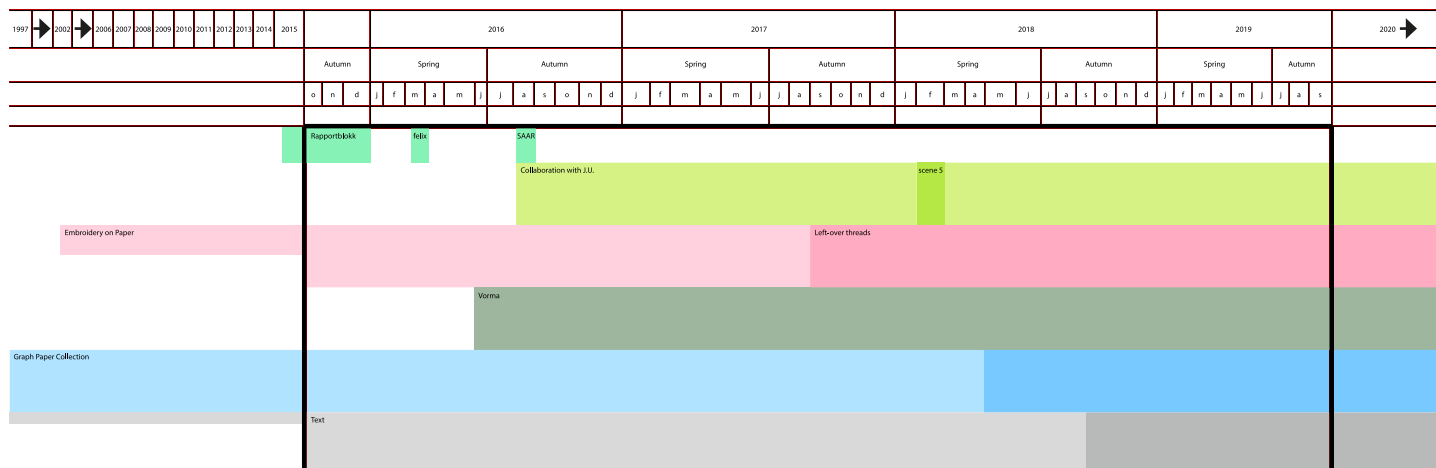 1997 2002 2006 2007 2008 2009 2010 2011 2012 2013 2014 2015 2016 2017 2018 2019 2020
Autumn Spring Autumn Spring Autumn Spring Autumn Spring Autumn
o n d j f m a m j j a s o n d j f m a m j j a s o n d j f m a m j j a s o n d j f m a m j j a s
Rapportblokk felix SAAR
Collaboration with J.U. scene 5
Embroidery on Paper Left-over threads
Vorma
Graph Paper Collection
Text